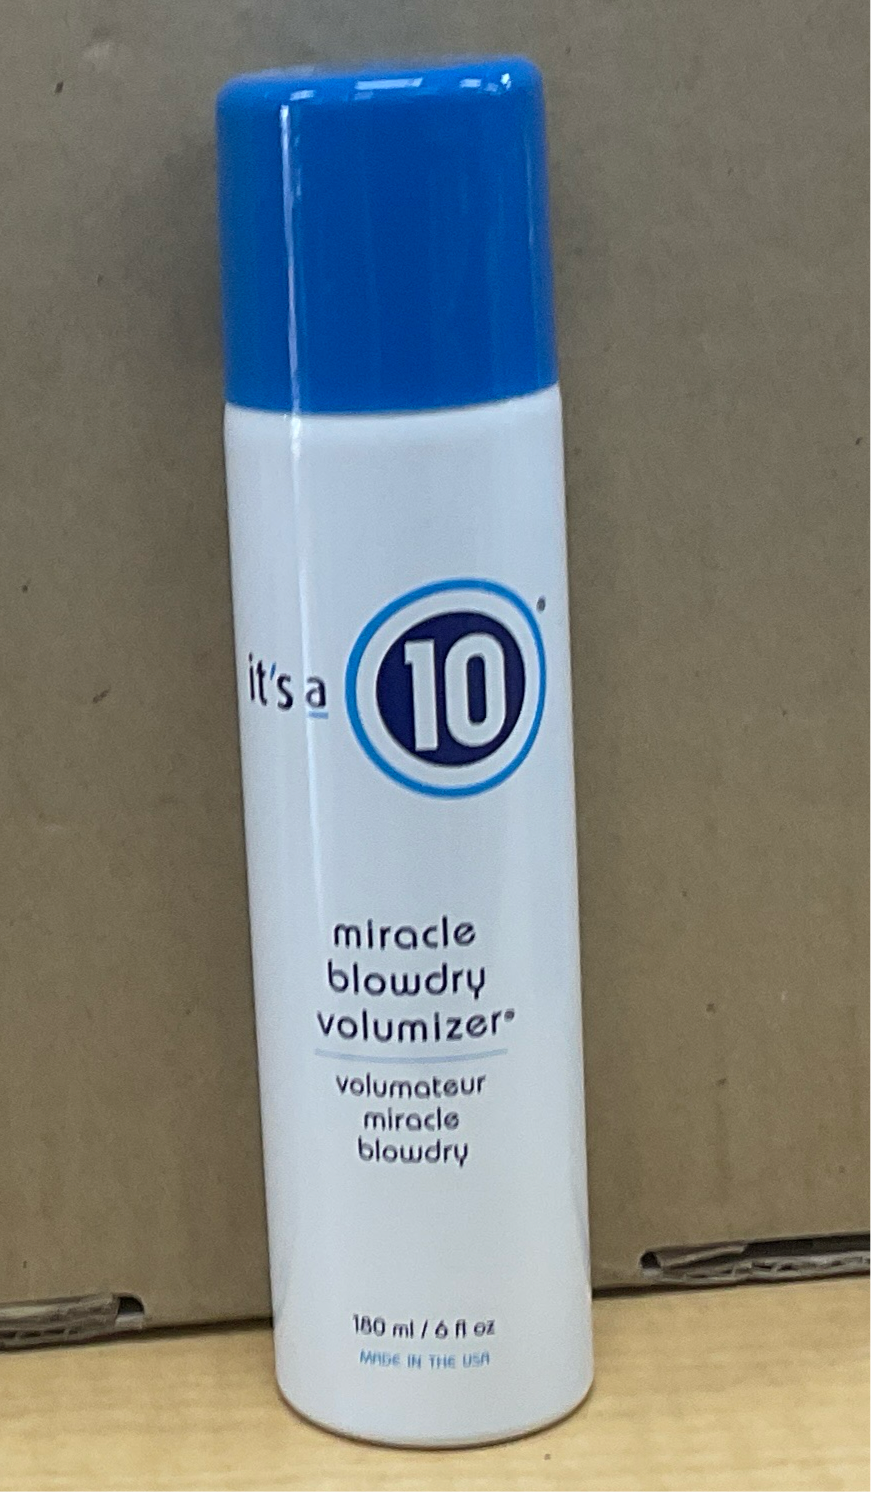 it's a 10®
miracle
blowdry
volumizer®
volumateur
miracle
blowdry
180 ml / 6 fl oz
MADE IN THE USA